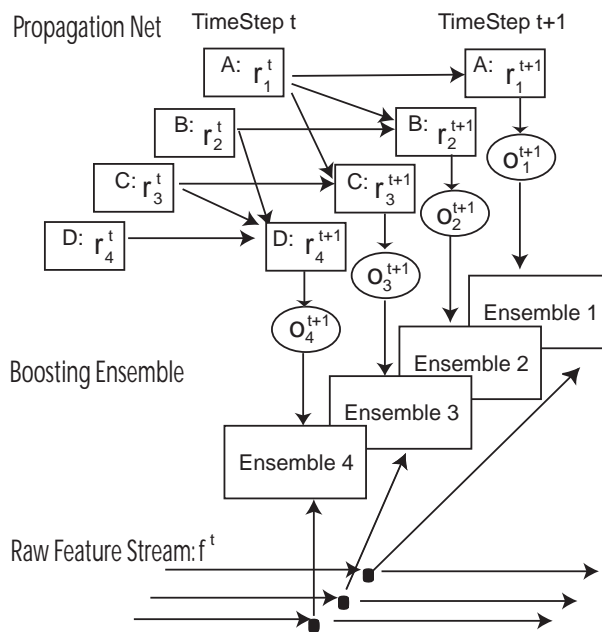 Propagation Net
TimeStep t
TimeStep t+1
A: r₁ᵗ
A: r₁ᵗ⁺¹
B: r₂ᵗ
B: r₂ᵗ⁺¹
o₁ᵗ⁺¹
C: r₃ᵗ
C: r₃ᵗ⁺¹
o₂ᵗ⁺¹
D: r₄ᵗ
D: r₄ᵗ⁺¹
o₃ᵗ⁺¹
o₄ᵗ⁺¹
Ensemble 1
Boosting Ensemble
Ensemble 2
Ensemble 3
Ensemble 4
Raw Feature Stream: fᵗ